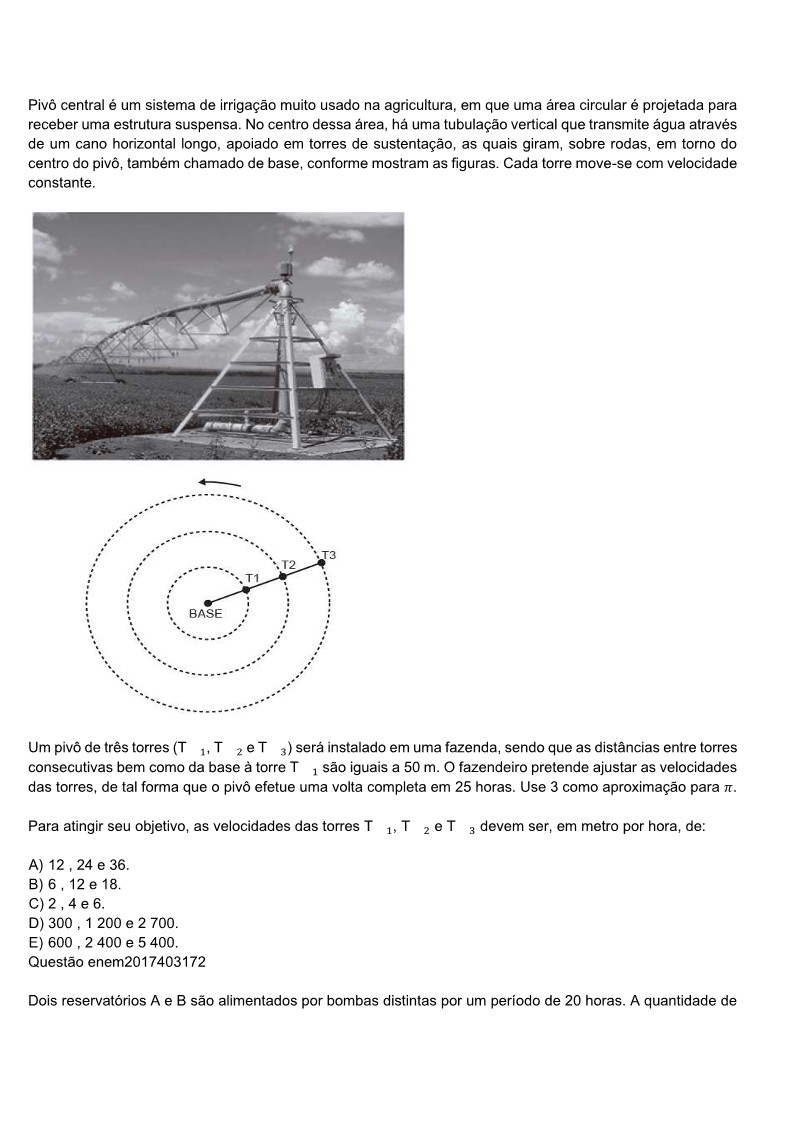 Pivô central é um sistema de irrigação muito usado na agricultura, em que uma área circular é projetada para
receber uma estrutura suspensa. No centro dessa área, há uma tubulação vertical que transmite água através
de um cano horizontal longo, apoiado em torres de sustentação, as quais giram, sobre rodas, em torno do
centro do pivô, também chamado de base, conforme mostram as figuras. Cada torre move-se com velocidade
constante.
T3
T2
T1
BASE
Um pivô de três torres (T ₁, T ₂ e T ₃) será instalado em uma fazenda, sendo que as distâncias entre torres
consecutivas bem como da base à torre T ₁ são iguais a 50 m. O fazendeiro pretende ajustar as velocidades
das torres, de tal forma que o pivô efetue uma volta completa em 25 horas. Use 3 como aproximação para π.
Para atingir seu objetivo, as velocidades das torres T ₁, T ₂ e T ₃ devem ser, em metro por hora, de:
A) 12 , 24 e 36.
B) 6 , 12 e 18.
C) 2 , 4 e 6.
D) 300 , 1 200 e 2 700.
E) 600 , 2 400 e 5 400.
Questão enem2017403172
Dois reservatórios A e B são alimentados por bombas distintas por um período de 20 horas. A quantidade de